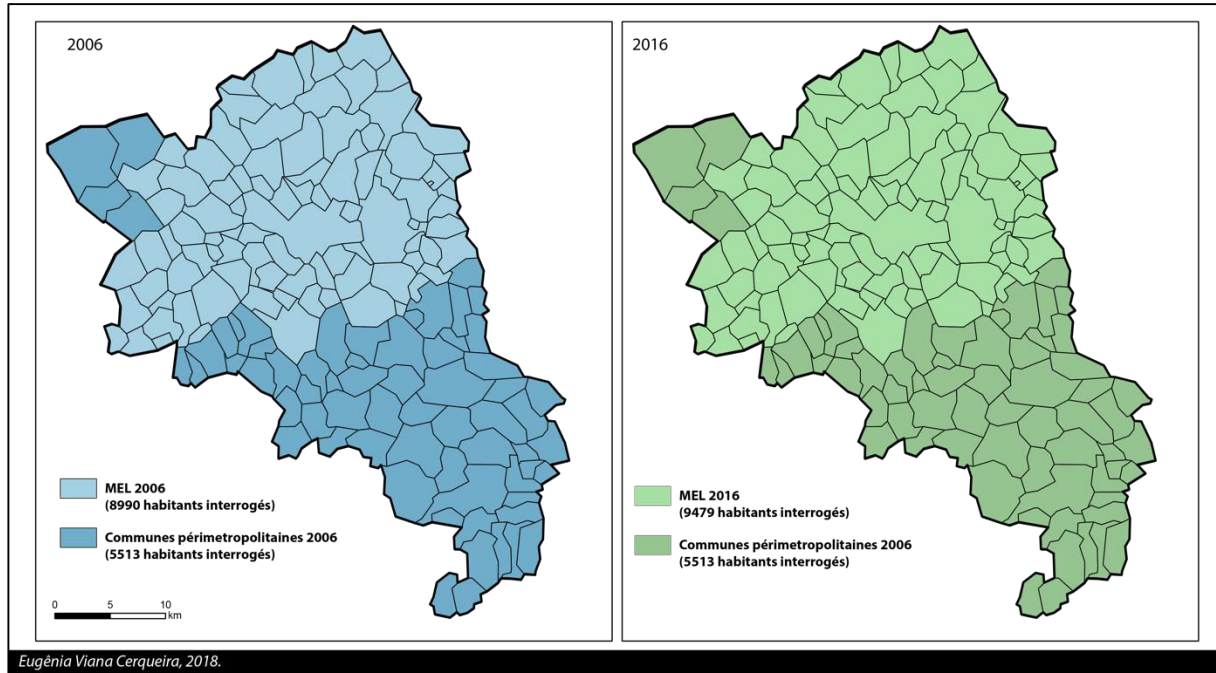 2006
MEL 2006
(8990 habitants interrogés)
Communes périmetropolitaines 2006
(5513 habitants interrogés)
0 5 10
km
2016
MEL 2016
(9479 habitants interrogés)
Communes périmetropolitaines 2006
(5513 habitants interrogés)
Eugênia Viana Cerqueira, 2018.